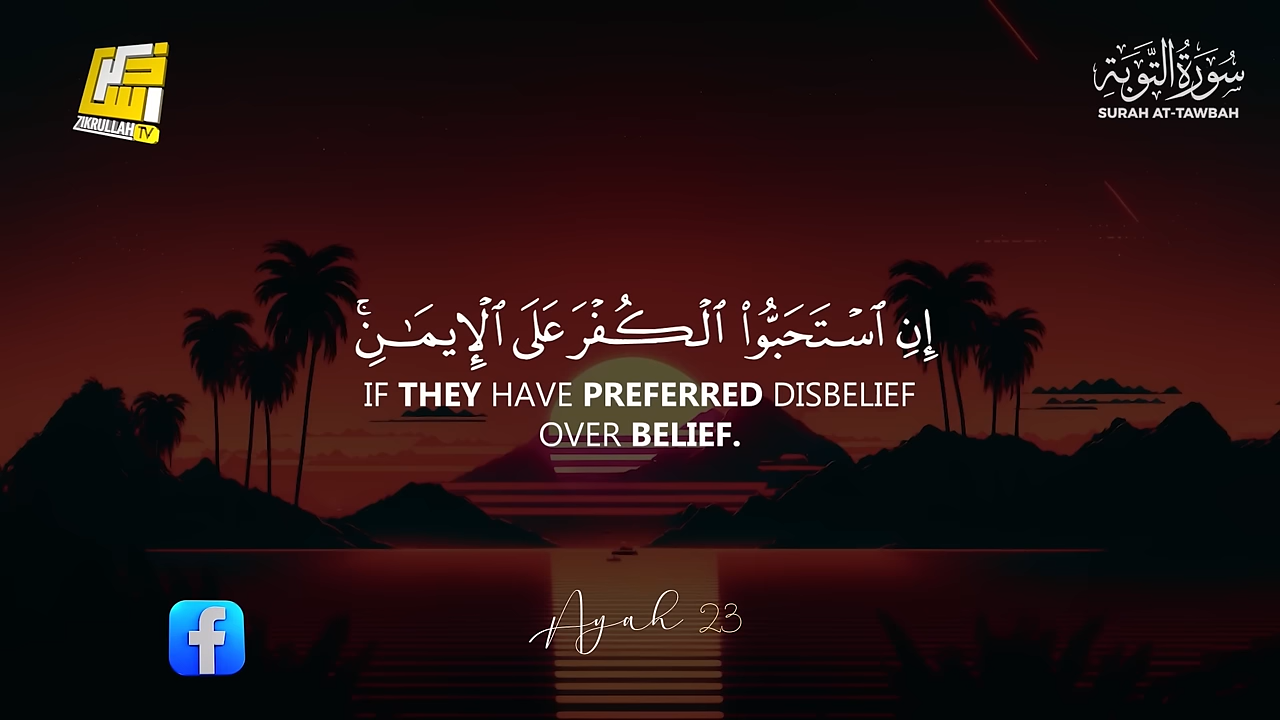 ZIKRULLAH TV
سُورَةُ التَّوْبَةِ
SURAH AT-TAWBAH
إِنِ ٱسْتَحَبُّوا۟ ٱلْكُفْرَ عَلَى ٱلْإِيمَـٰنِ ۚ
IF THEY HAVE PREFERRED DISBELIEF
OVER BELIEF.
Ayah 23